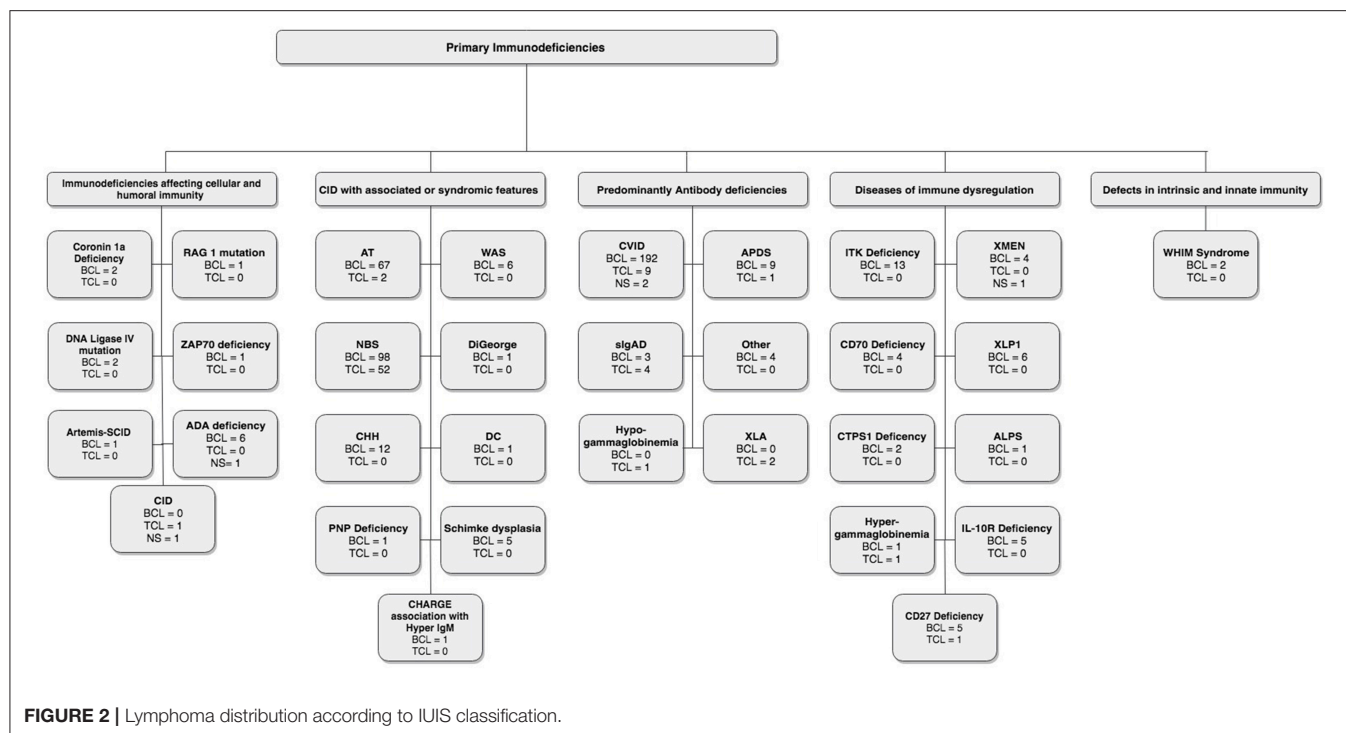 Primary Immunodeficiencies
Immunodeficiencies affecting cellular and
humoral immunity
Coronin 1a
Deficiency
BCL = 2
TCL = 0
RAG 1 mutation
BCL = 1
TCL = 0
DNA Ligase IV
mutation
BCL = 2
TCL = 0
ZAP70 deficiency
BCL = 1
TCL = 0
Artemis-SCID
BCL = 1
TCL = 0
ADA deficiency
BCL = 6
TCL = 0
NS= 1
CID
BCL = 0
TCL = 1
NS = 1
CID with associated or syndromic features
AT
BCL = 67
TCL = 2
WAS
BCL = 6
TCL = 0
NBS
BCL = 98
TCL = 52
DiGeorge
BCL = 1
TCL = 0
CHH
BCL = 12
TCL = 0
DC
BCL = 1
TCL = 0
PNP Deficiency
BCL = 1
TCL = 0
Schimke dysplasia
BCL = 5
TCL = 0
CHARGE
association with
Hyper IgM
BCL = 1
TCL = 0
Predominantly Antibody deficiencies
CVID
BCL = 192
TCL = 9
NS = 2
APDS
BCL = 9
TCL = 1
sIgAD
BCL = 3
TCL = 4
Other
BCL = 4
TCL = 0
Hypo-
gammaglobinemia
BCL = 0
TCL = 1
XLA
BCL = 0
TCL = 2
Diseases of immune dysregulation
ITK Deficiency
BCL = 13
TCL = 0
XMEN
BCL = 4
TCL = 0
NS = 1
CD70 Deficiency
BCL = 4
TCL = 0
XLP1
BCL = 6
TCL = 0
CTPS1 Deficency
BCL = 2
TCL = 0
ALPS
BCL = 1
TCL = 0
Hyper-
gammaglobinemia
BCL = 1
TCL = 1
IL-10R Deficiency
BCL = 5
TCL = 0
CD27 Deficiency
BCL = 5
TCL = 1
Defects in intrinsic and innate immunity
WHIM Syndrome
BCL = 2
TCL = 0
FIGURE 2 | Lymphoma distribution according to IUIS classification.